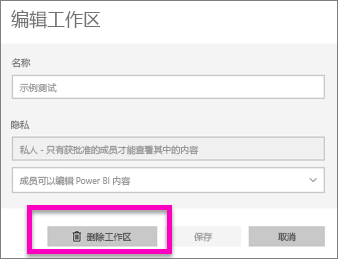 编辑工作区
名称
示例测试
隐私
私人 - 只有获批准的成员才能查看其中的内容
成员可以编辑 Power BI 内容
删除工作区
保存
取消